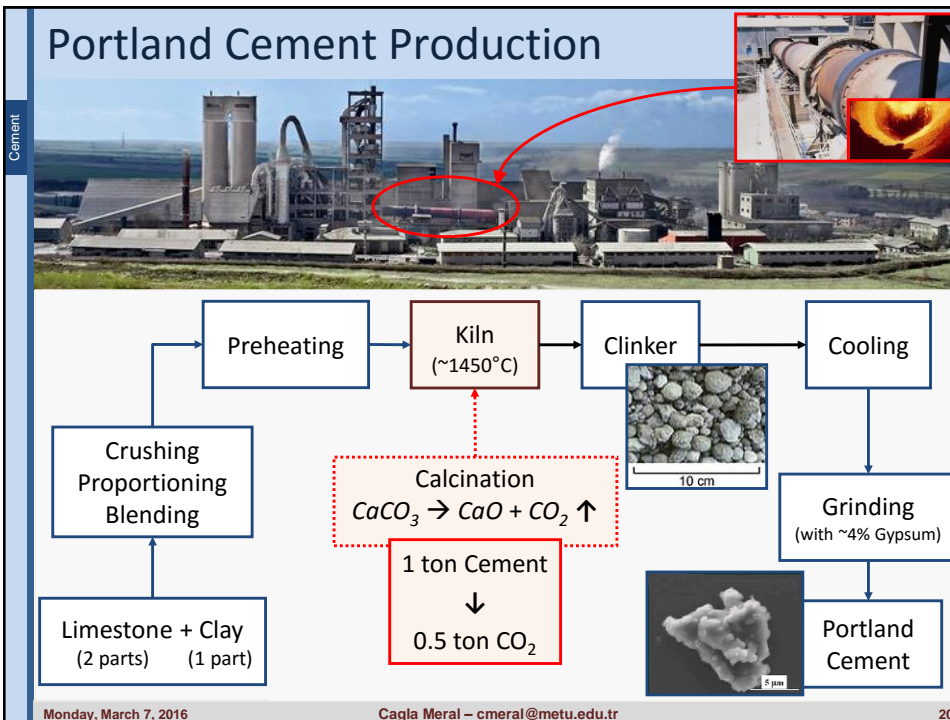 Portland Cement Production
Cement
Preheating
Kiln
(~1450°C)
Clinker
Cooling
Crushing
Proportioning
Blending
Calcination
CaCO₃ → CaO + CO₂ ↑
10 cm
Grinding
(with ~4% Gypsum)
1 ton Cement
↓
0.5 ton CO₂
Limestone + Clay
(2 parts) (1 part)
5 µm
Portland
Cement
Monday, March 7, 2016
Cagla Meral – cmeral@metu.edu.tr